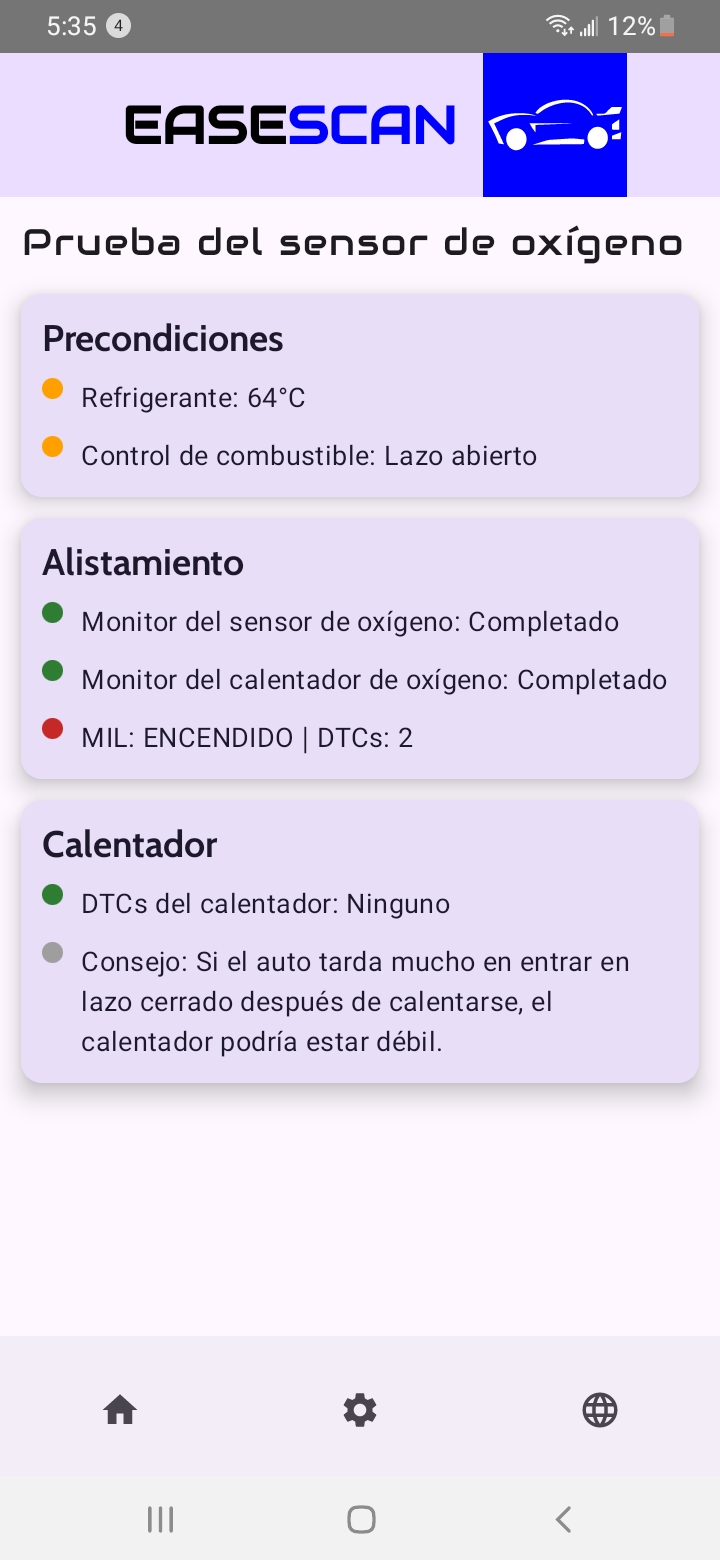 5:35 4 12%
EASESCAN
Prueba del sensor de oxígeno
Precondiciones
Refrigerante: 64°C
Control de combustible: Lazo abierto
Alistamiento
Monitor del sensor de oxígeno: Completado
Monitor del calentador de oxígeno: Completado
MIL: ENCENDIDO | DTCs: 2
Calentador
DTCs del calentador: Ninguno
Consejo: Si el auto tarda mucho en entrar en
lazo cerrado después de calentarse, el
calentador podría estar débil.